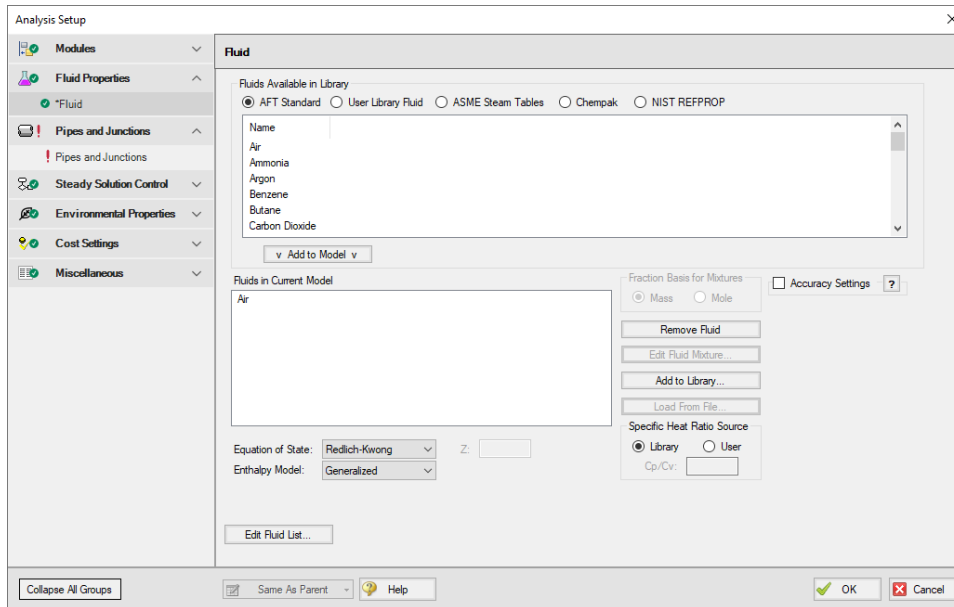 Analysis Setup
Modules
Fluid Properties
*Fluid
Pipes and Junctions
Pipes and Junctions
Steady Solution Control
Environmental Properties
Cost Settings
Miscellaneous
Collapse All Groups
Fluid
Fluids Available in Library
AFT Standard User Library Fluid ASME Steam Tables Chempak NIST REFPROP
Name
Air
Ammonia
Argon
Benzene
Butane
Carbon Dioxide
v Add to Model v
Fluids in Current Model
Air
Fraction Basis for Mixtures
Mass Mole
Accuracy Settings ?
Remove Fluid
Edit Fluid Mixture...
Add to Library...
Load From File...
Specific Heat Ratio Source
Library User
Cp/Cv:
Equation of State: Redlich-Kwong Z:
Enthalpy Model: Generalized
Edit Fluid List...
Same As Parent Help OK Cancel